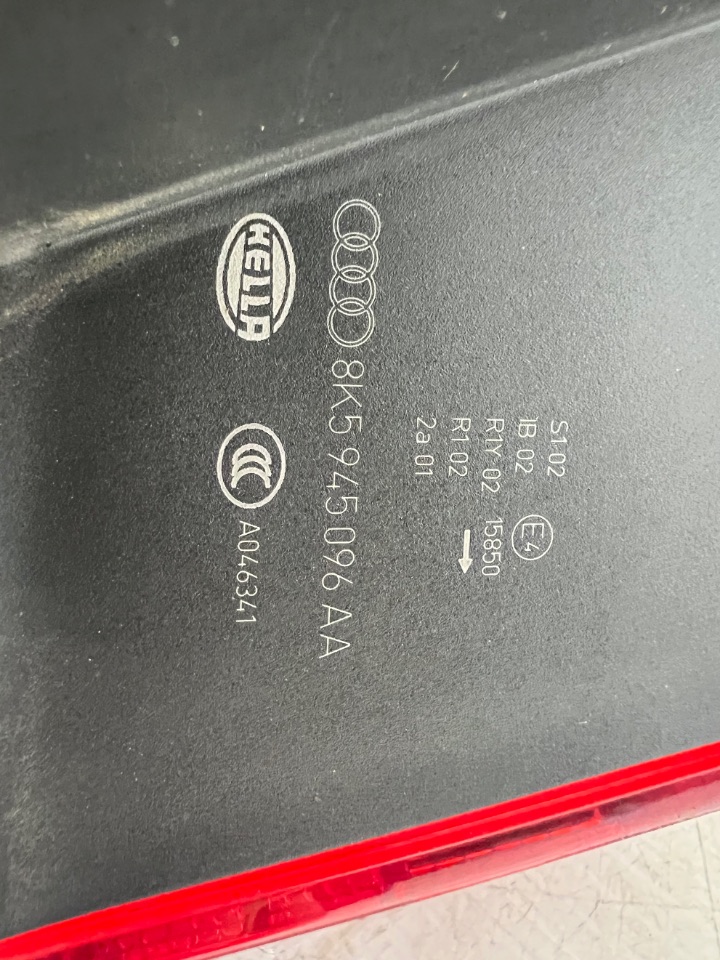 S1 02
IB 02 E4
R1Y 02 15850
R1 02
2a 01
8K5 945 096 AA
HELLA
A046341